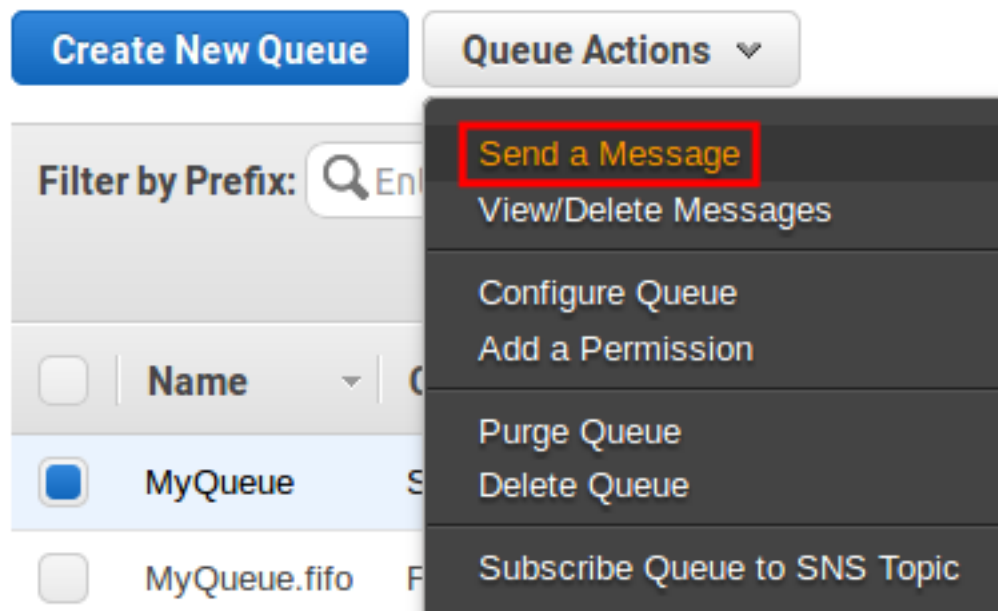 Create New Queue
Queue Actions
Send a Message
Filter by Prefix:
View/Delete Messages
Configure Queue
Add a Permission
Name
Purge Queue
MyQueue
Delete Queue
MyQueue.fifo
Subscribe Queue to SNS Topic